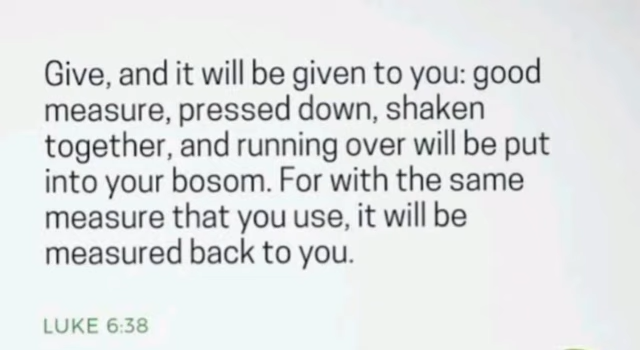 Give, and it will be given to you: good
measure, pressed down, shaken
together, and running over will be put
into your bosom. For with the same
measure that you use, it will be
measured back to you.
LUKE 6:38